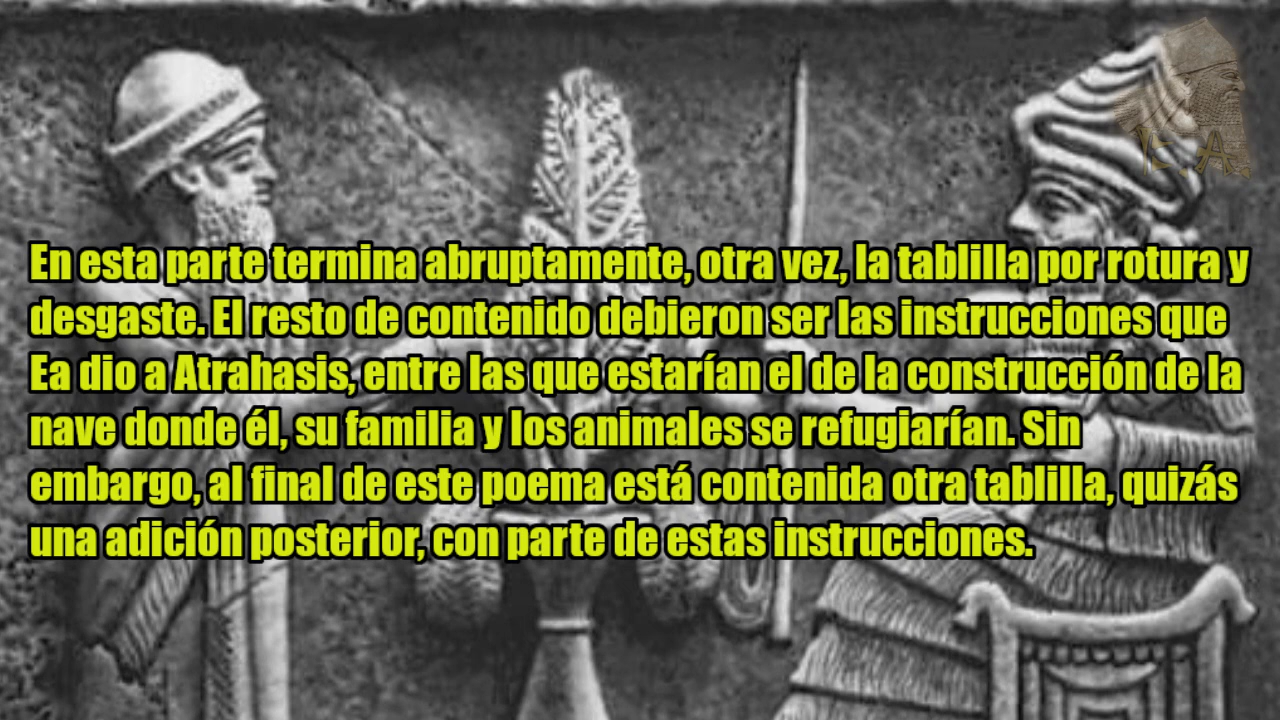 En esta parte termina abruptamente, otra vez, la tablilla por rotura y
desgaste. El resto de contenido debieron ser las instrucciones que
Ea dio a Atrahasis, entre las que estarían el de la construcción de la
nave donde él, su familia y los animales se refugiarían. Sin
embargo, al final de este poema está contenida otra tablilla, quizás
una adición posterior, con parte de estas instrucciones.